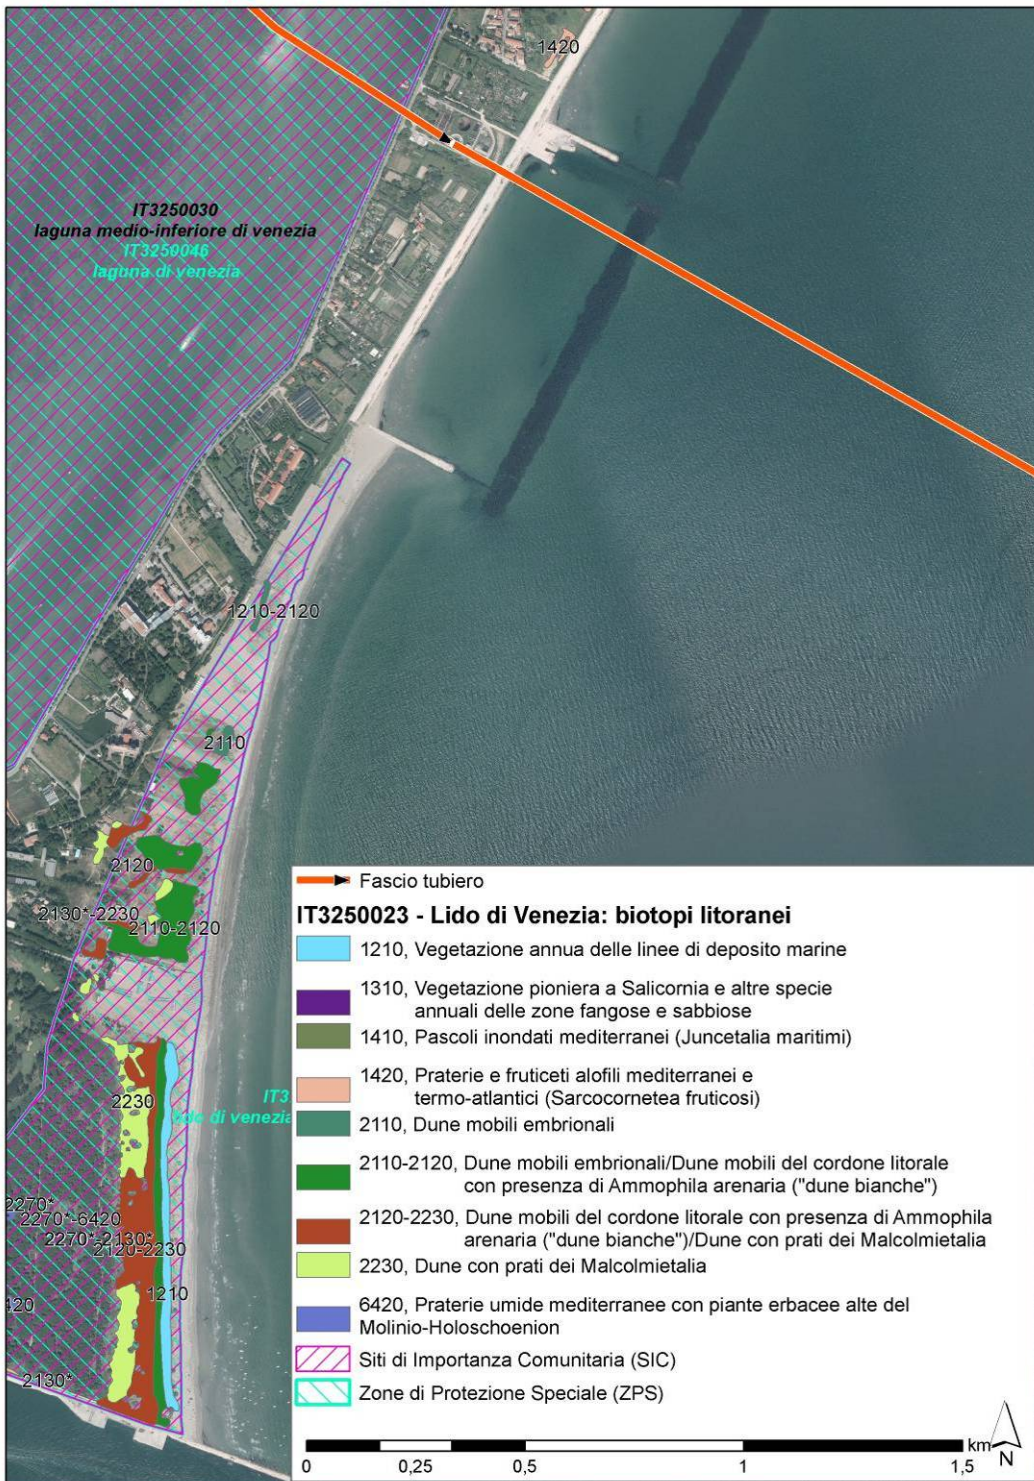 1420
IT3250030
laguna medio-inferiore di venezia
IT3250046
laguna di venezia
1210-2120
2110
2120
2130*-2230
2110-2120
2230
IT3
lido di venezia
2270*
2270*-6420
2270*-2130*
2120-2230
1210
420
2130*
Fascio tubiero
IT3250023 - Lido di Venezia: biotopi litoranei
1210, Vegetazione annua delle linee di deposito marine
1310, Vegetazione pioniera a Salicornia e altre specie
annuali delle zone fangose e sabbiose
1410, Pascoli inondati mediterranei (Juncetalia maritimi)
1420, Praterie e fruticeti alofili mediterranei e
termo-atlantici (Sarcocornetea fruticosi)
2110, Dune mobili embrionali
2110-2120, Dune mobili embrionali/Dune mobili del cordone litorale
con presenza di Ammophila arenaria ("dune bianche")
2120-2230, Dune mobili del cordone litorale con presenza di Ammophila
arenaria ("dune bianche")/Dune con prati dei Malcolmietalia
2230, Dune con prati dei Malcolmietalia
6420, Praterie umide mediterranee con piante erbacee alte del
Molinio-Holoschoenion
Siti di Importanza Comunitaria (SIC)
Zone di Protezione Speciale (ZPS)
km
0 0,25 0,5 1 1,5
N